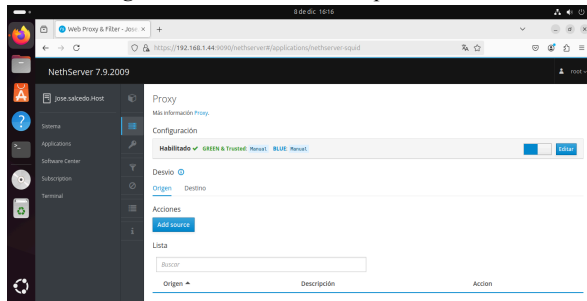 8 de dic 16:16
Web Proxy & Filter - Jose
https://192.168.1.44:9090/nethserver#/applications/nethserver-squid
NethServer 7.9.2009
root
Jose.salcedo.Host
Sistema
Applications
Software Center
Subscription
Terminal
Proxy
Más información Proxy.
Configuración
Habilitado GREEN & Trusted: Manual BLUE: Manual
Editar
Desvio
Origen Destino
Acciones
Add source
Lista
Buscar
Origen Descripción Accion